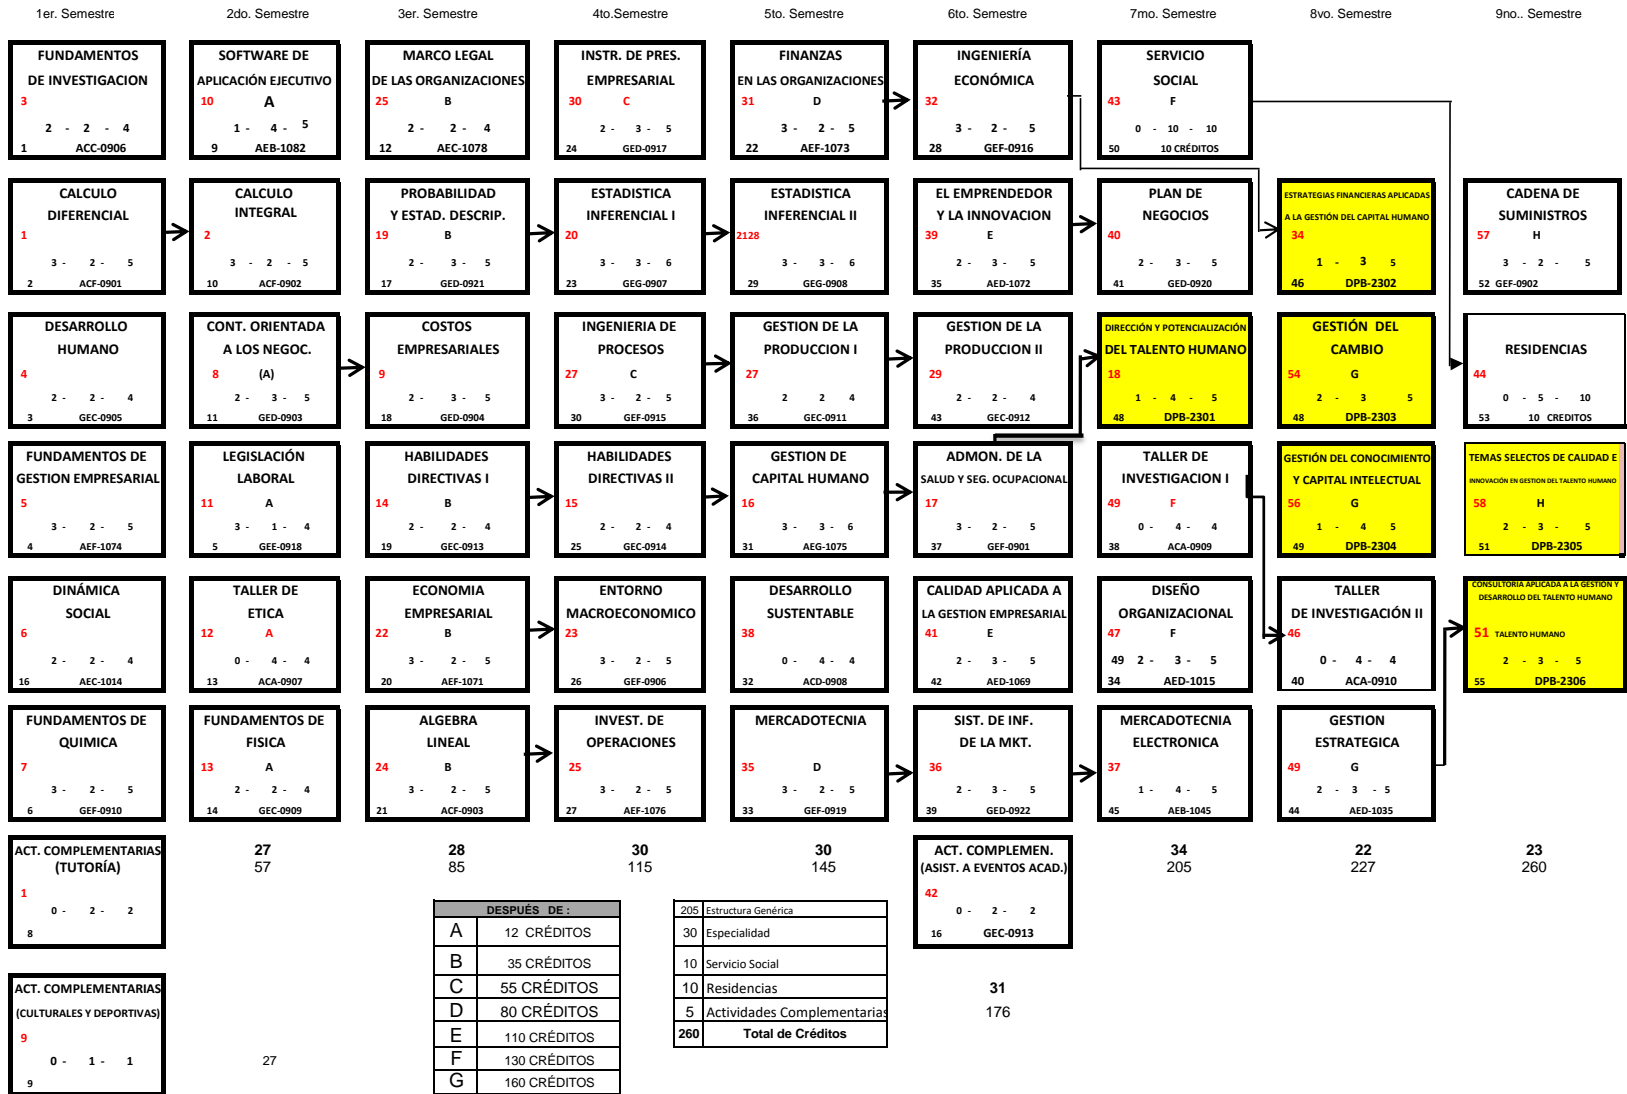 1er. Semestre 2do. Semestre 3er. Semestre 4to.Semestre 5to. Semestre 6to. Semestre 7mo. Semestre 8vo. Semestre 9no.. Semestre
FUNDAMENTOS
DE INVESTIGACION
3
2 - 2 - 4
1 ACC-0906
SOFTWARE DE
APLICACIÓN EJECUTIVO
10 A
1 - 4 - 5
9 AEB-1082
MARCO LEGAL
DE LAS ORGANIZACIONES
25 B
2 - 2 - 4
12 AEC-1078
INSTR. DE PRES.
EMPRESARIAL
30 C
2 - 3 - 5
24 GED-0917
FINANZAS
EN LAS ORGANIZACIONES
31 D
3 - 2 - 5
22 AEF-1073
INGENIERÍA
ECONÓMICA
32
3 - 2 - 5
28 GEF-0916
SERVICIO
SOCIAL
43 F
0 - 10 - 10
50 10 CRÉDITOS
CALCULO
DIFERENCIAL
1
3 - 2 - 5
2 ACF-0901
CALCULO
INTEGRAL
2
3 - 2 - 5
10 ACF-0902
PROBABILIDAD
Y ESTAD. DESCRIP.
19 B
2 - 3 - 5
17 GED-0921
ESTADISTICA
INFERENCIAL I
20
3 - 3 - 6
23 GEG-0907
ESTADISTICA
INFERENCIAL II
2128
3 - 3 - 6
29 GEG-0908
EL EMPRENDEDOR
Y LA INNOVACION
39 E
2 - 3 - 5
35 AED-1072
PLAN DE
NEGOCIOS
40
2 - 3 - 5
41 GED-0920
ESTRATEGIAS FINANCIERAS APLICADAS
A LA GESTIÓN DEL CAPITAL HUMANO
34
1 - 3 5
46 DPB-2302
CADENA DE
SUMINISTROS
57 H
3 - 2 - 5
52 GEF-0902
DESARROLLO
HUMANO
4
2 - 2 - 4
3 GEC-0905
CONT. ORIENTADA
A LOS NEGOC.
8 (A)
2 - 3 - 5
11 GED-0903
COSTOS
EMPRESARIALES
9
2 - 3 - 5
18 GED-0904
INGENIERIA DE
PROCESOS
27 C
3 - 2 - 5
30 GEF-0915
GESTION DE LA
PRODUCCION I
27
2 2 4
36 GEC-0911
GESTION DE LA
PRODUCCION II
29
2 - 2 - 4
43 GEC-0912
DIRECCIÓN Y POTENCIALIZACIÓN
DEL TALENTO HUMANO
18
1 - 4 - 5
48 DPB-2301
GESTIÓN DEL
CAMBIO
54 G
2 - 3 5
48 DPB-2303
RESIDENCIAS
44
0 - 5 - 10
53 10 CREDITOS
FUNDAMENTOS DE
GESTION EMPRESARIAL
5
3 - 2 - 5
4 AEF-1074
LEGISLACIÓN
LABORAL
11 A
3 - 1 - 4
5 GEE-0918
HABILIDADES
DIRECTIVAS I
14 B
2 - 2 - 4
19 GEC-0913
HABILIDADES
DIRECTIVAS II
15
2 - 2 - 4
25 GEC-0914
GESTION DE
CAPITAL HUMANO
16
3 - 3 - 6
31 AEG-1075
ADMON. DE LA
SALUD Y SEG. OCUPACIONAL
17
3 - 2 - 5
37 GEF-0901
TALLER DE
INVESTIGACION I
49 F
0 - 4 - 4
38 ACA-0909
GESTIÓN DEL CONOCIMIENTO
Y CAPITAL INTELECTUAL
56 G
1 - 4 5
49 DPB-2304
TEMAS SELECTOS DE CALIDAD E
INNOVACIÓN EN GESTION DEL TALENTO HUMANO
58 H
2 - 3 - 5
51 DPB-2305
DINÁMICA
SOCIAL
6
2 - 2 - 4
16 AEC-1014
TALLER DE
ETICA
12 A
0 - 4 - 4
13 ACA-0907
ECONOMIA
EMPRESARIAL
22 B
3 - 2 - 5
20 AEF-1071
ENTORNO
MACROECONOMICO
23
3 - 2 - 5
26 GEF-0906
DESARROLLO
SUSTENTABLE
38
0 - 4 - 4
32 ACD-0908
CALIDAD APLICADA A
LA GESTION EMPRESARIAL
41 E
2 - 3 - 5
42 AED-1069
DISEÑO
ORGANIZACIONAL
47 F
49 2 - 3 - 5
34 AED-1015
TALLER
DE INVESTIGACIÓN II
46
0 - 4 - 4
40 ACA-0910
CONSULTORÍA APLICADA A LA GESTIÓN Y
DESARROLLO DEL TALENTO HUMANO
51 TALENTO HUMANO
2 - 3 - 5
55 DPB-2306
FUNDAMENTOS DE
QUIMICA
7
3 - 2 - 5
6 GEF-0910
FUNDAMENTOS DE
FISICA
13 A
2 - 2 - 4
14 GEC-0909
ALGEBRA
LINEAL
24 B
3 - 2 - 5
21 ACF-0903
INVEST. DE
OPERACIONES
25
3 - 2 - 5
27 AEF-1076
MERCADOTECNIA
35 D
3 - 2 - 5
33 GEF-0919
SIST. DE INF.
DE LA MKT.
36
2 - 3 - 5
39 GED-0922
MERCADOTECNIA
ELECTRONICA
37
1 - 4 - 5
45 AEB-1045
GESTION
ESTRATEGICA
49 G
2 - 3 - 5
44 AED-1035
ACT. COMPLEMENTARIAS
(TUTORÍA)
1
0 - 2 - 2
8
27
57
28
85
30
115
30
145
ACT. COMPLEMEN.
(ASIST. A EVENTOS ACAD.)
42
0 - 2 - 2
16 GEC-0913
34
205
22
227
23
260
ACT. COMPLEMENTARIAS
(CULTURALES Y DEPORTIVAS)
9
0 - 1 - 1
9
27
DESPUÉS DE :
A 12 CRÉDITOS
B 35 CRÉDITOS
C 55 CRÉDITOS
D 80 CRÉDITOS
E 110 CRÉDITOS
F 130 CRÉDITOS
G 160 CRÉDITOS
205 Estructura Genérica
30 Especialidad
10 Servicio Social
10 Residencias
5 Actividades Complementarias
260 Total de Créditos
31
176